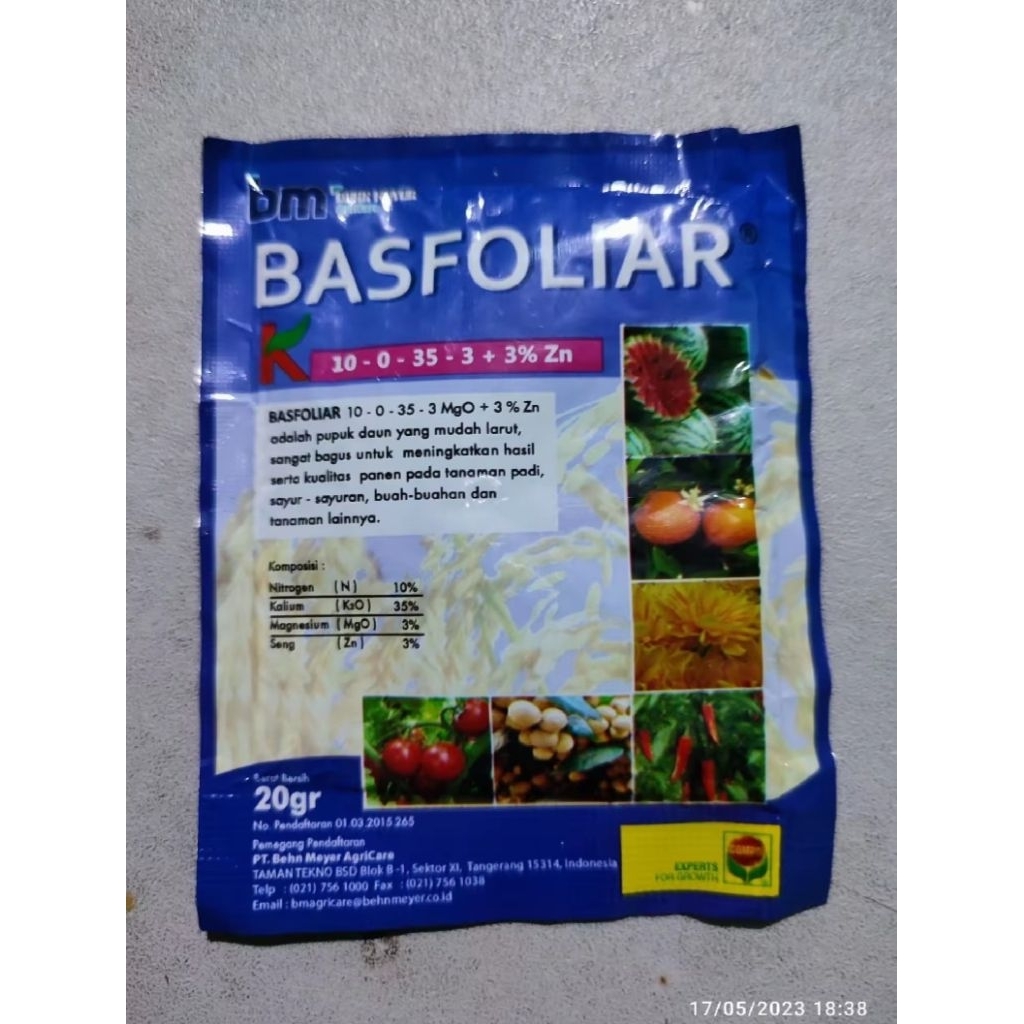 bm BEHN MEYER
BASFOLIAR®
K
10 - 0 - 35 - 3 + 3% Zn
BASFOLIAR 10 - 0 - 35 - 3 MgO + 3 % Zn
adalah pupuk daun yang mudah larut,
sangat bagus untuk meningkatkan hasil
serta kualitas panen pada tanaman padi,
sayur - sayuran, buah-buahan dan
tanaman lainnya.
Komposisi :
Nitrogen ( N ) 10%
Kalium ( K₂O ) 35%
Magnesium ( MgO ) 3%
Seng ( Zn ) 3%
Berat Bersih
20gr
No. Pendaftaran 01.03.2015.265
Pemegang Pendaftaran
PT. Behn Meyer AgriCare
TAMAN TEKNO BSD Blok B -1, Sektor XI, Tangerang 15314, Indonesia
Telp : (021) 756 1000 Fax : (021) 756 1038
Email : bmagricare@behnmeyer.co.id
EXPERTS
FOR GROWTH
COMPO
17/05/2023 18:38